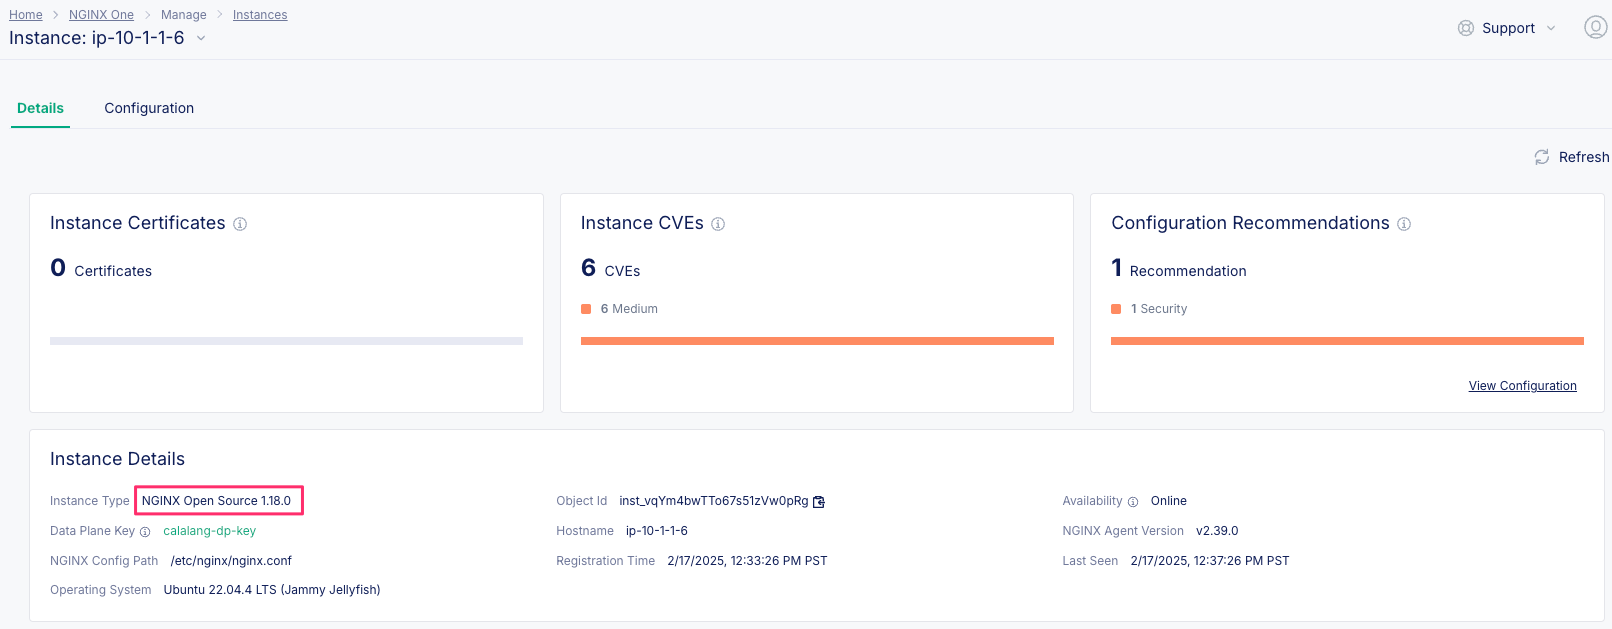 Home > NGINX One > Manage > Instances
Instance: ip-10-1-1-6
Support
Details
Configuration
Refresh
Instance Certificates
0 Certificates
Instance CVEs
6 CVEs
6 Medium
Configuration Recommendations
1 Recommendation
1 Security
View Configuration
Instance Details
Instance Type NGINX Open Source 1.18.0
Data Plane Key calalang-dp-key
NGINX Config Path /etc/nginx/nginx.conf
Operating System Ubuntu 22.04.4 LTS (Jammy Jellyfish)
Object Id inst_vqYm4bwTTo67s51zVw0pRg
Hostname ip-10-1-1-6
Registration Time 2/17/2025, 12:33:26 PM PST
Availability Online
NGINX Agent Version v2.39.0
Last Seen 2/17/2025, 12:37:26 PM PST